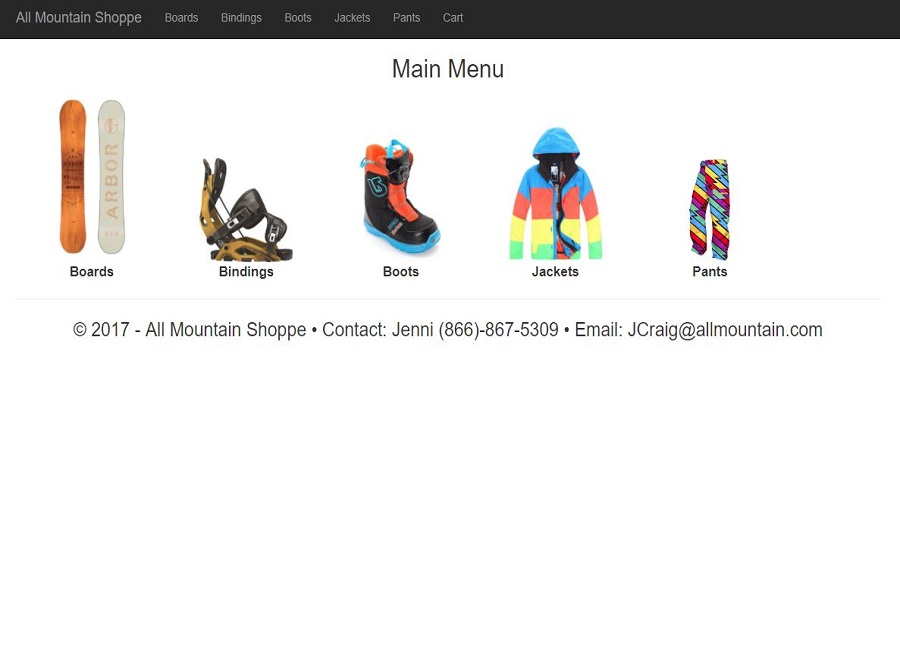 All Mountain Shoppe Boards Bindings Boots Jackets Pants Cart
Main Menu
ARBOR
Boards Bindings Boots Jackets Pants
© 2017 - All Mountain Shoppe • Contact: Jenni (866)-867-5309 • Email: JCraig@allmountain.com